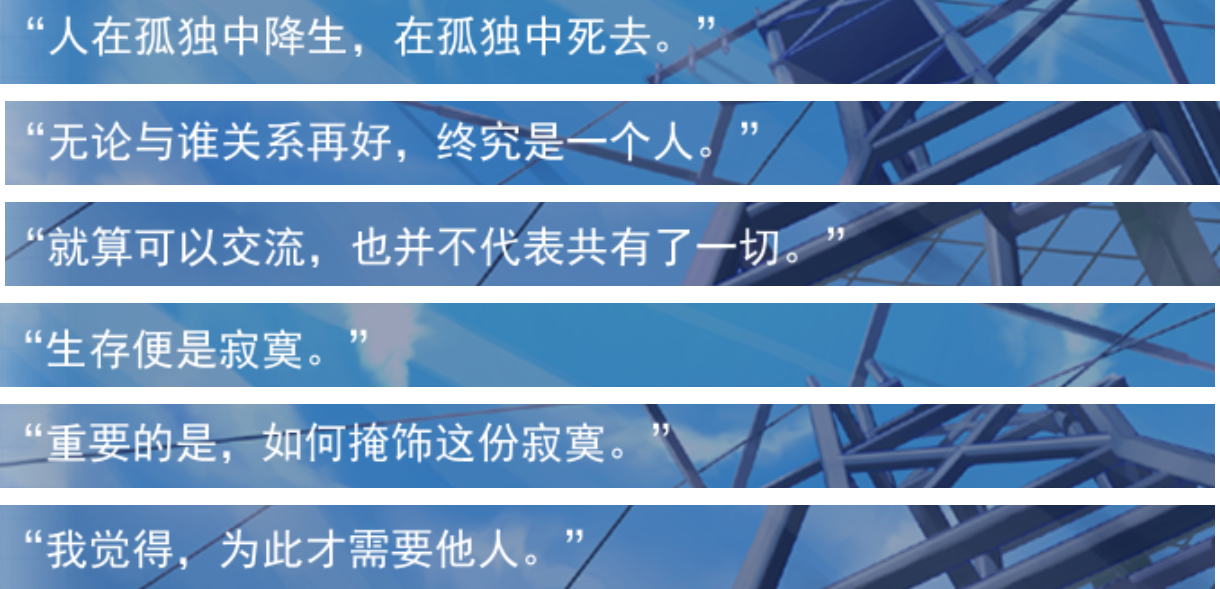 “人在孤独中降生，在孤独中死去。”
“无论与谁关系再好，终究是一个人。”
“就算可以交流，也并不代表共有了一切。”
“生存便是寂寞。”
“重要的是，如何掩饰这份寂寞。”
“我觉得，为此才需要他人。”